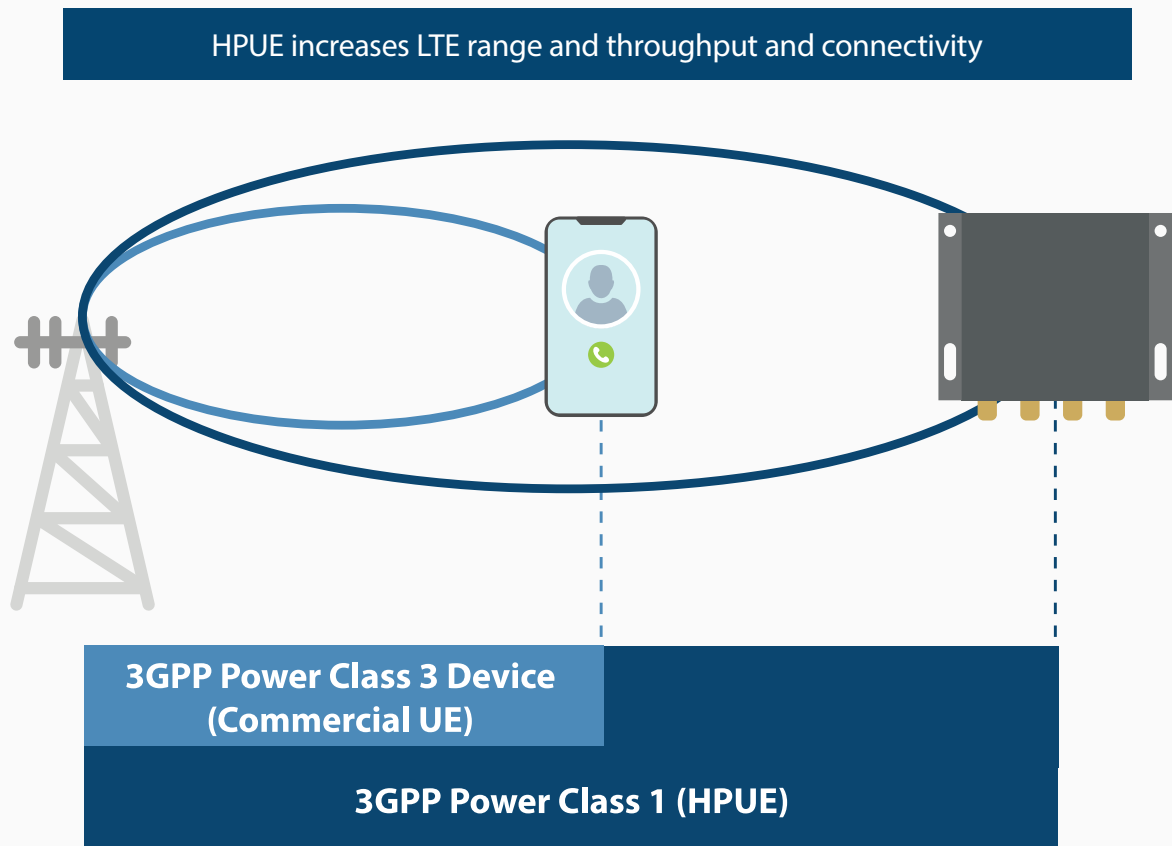 HPUE increases LTE range and throughput and connectivity
3GPP Power Class 3 Device
(Commercial UE)
3GPP Power Class 1 (HPUE)